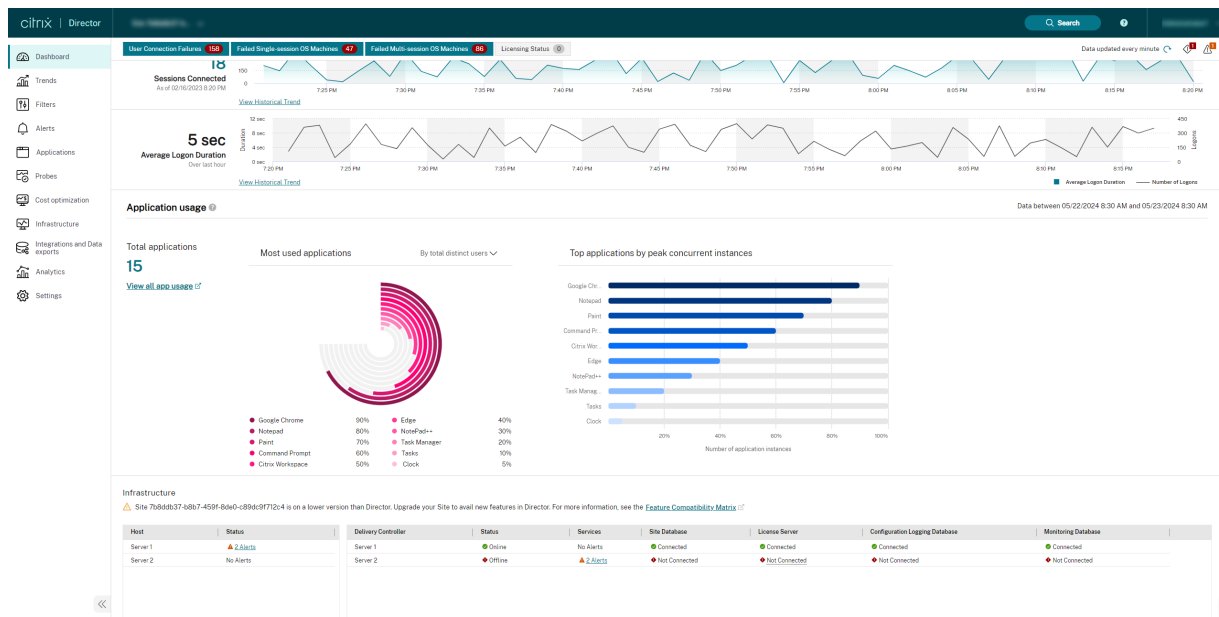 citrix | Director
Search
Dashboard
Trends
Filters
Alerts
Applications
Probes
Cost optimization
Infrastructure
Integrations and Data exports
Analytics
Settings
User Connection Failures 158 Failed Single-session OS Machines 47 Failed Multi-session OS Machines 86 Licensing Status 0
Data updated every minute
18
Sessions Connected
As of 02/16/2023 8:20 PM
150
0
7:25 PM 7:30 PM 7:35 PM 7:40 PM 7:45 PM 7:50 PM 7:55 PM 8:00 PM 8:05 PM 8:10 PM 8:15 PM 8:20 PM
View Historical Trend
5 sec
Average Logon Duration
Over last hour
Duration
12 sec
8 sec
4 sec
0 sec
450
300
150
0
Logons
7:20 PM 7:25 PM 7:30 PM 7:35 PM 7:40 PM 7:45 PM 7:50 PM 7:55 PM 8:00 PM 8:05 PM 8:10 PM 8:15 PM
View Historical Trend
Average Logon Duration Number of Logons
Application usage
Data between 05/22/2024 8:30 AM and 05/23/2024 8:30 AM
Total applications
15
View all app usage
Most used applications
By total distinct users
Google Chrome 90%
Notepad 80%
Paint 70%
Command Prompt 60%
Citrix Workspace 50%
Edge 40%
NotePad++ 30%
Task Manager 20%
Tasks 10%
Clock 5%
Top applications by peak concurrent instances
Google Chr...
Notepad
Paint
Command Pr...
Citrix Wor...
Edge
NotePad++
Task Manag...
Tasks
Clock
20% 40% 60% 80% 100%
Number of application instances
Infrastructure
Site 7b8ddb37-b8b7-459f-8de0-c89dc9f712c4 is on a lower version than Director. Upgrade your Site to avail new features in Director. For more information, see the Feature Compatibility Matrix
Host Status
Server 1 2 Alerts
Server 2 No Alerts
Delivery Controller Status Services Site Database License Server Configuration Logging Database Monitoring Database
Server 1 Online No Alerts Connected Connected Connected Connected
Server 2 Offline 2 Alerts Not Connected Not Connected Not Connected Not Connected